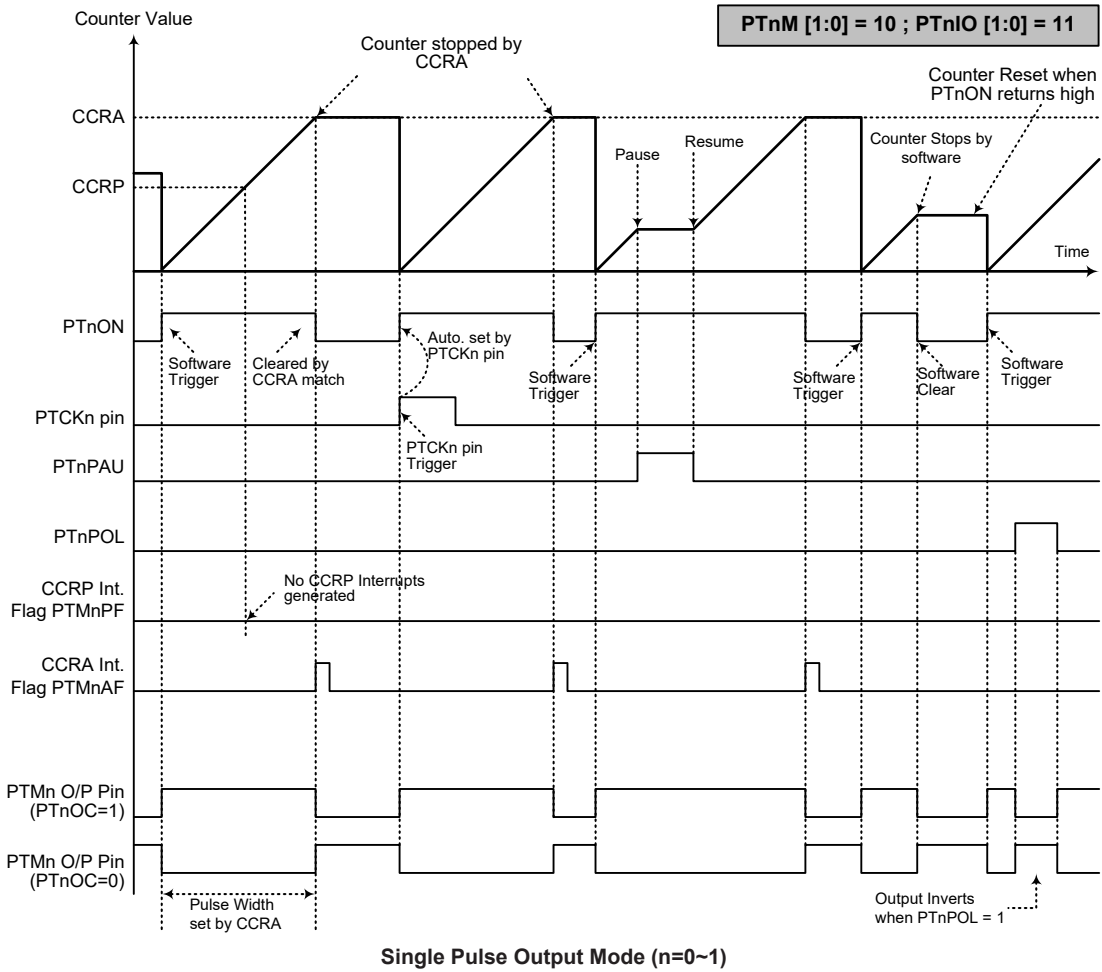 Counter Value
PTnM [1:0] = 10 ; PTnIO [1:0] = 11
Counter stopped by
CCRA
Counter Reset when
PTnON returns high
CCRA
Pause
Resume
Counter Stops by
software
CCRP
Time
PTnON
Software
Trigger
Cleared by
CCRA match
Auto. set by
PTCKn pin
Software
Trigger
Software
Trigger
Software
Clear
Software
Trigger
PTCKn pin
PTCKn pin
Trigger
PTnPAU
PTnPOL
CCRP Int.
Flag PTMnPF
No CCRP Interrupts
generated
CCRA Int.
Flag PTMnAF
PTMn O/P Pin
(PTnOC=1)
PTMn O/P Pin
(PTnOC=0)
Pulse Width
set by CCRA
Output Inverts
when PTnPOL = 1
Single Pulse Output Mode (n=0~1)